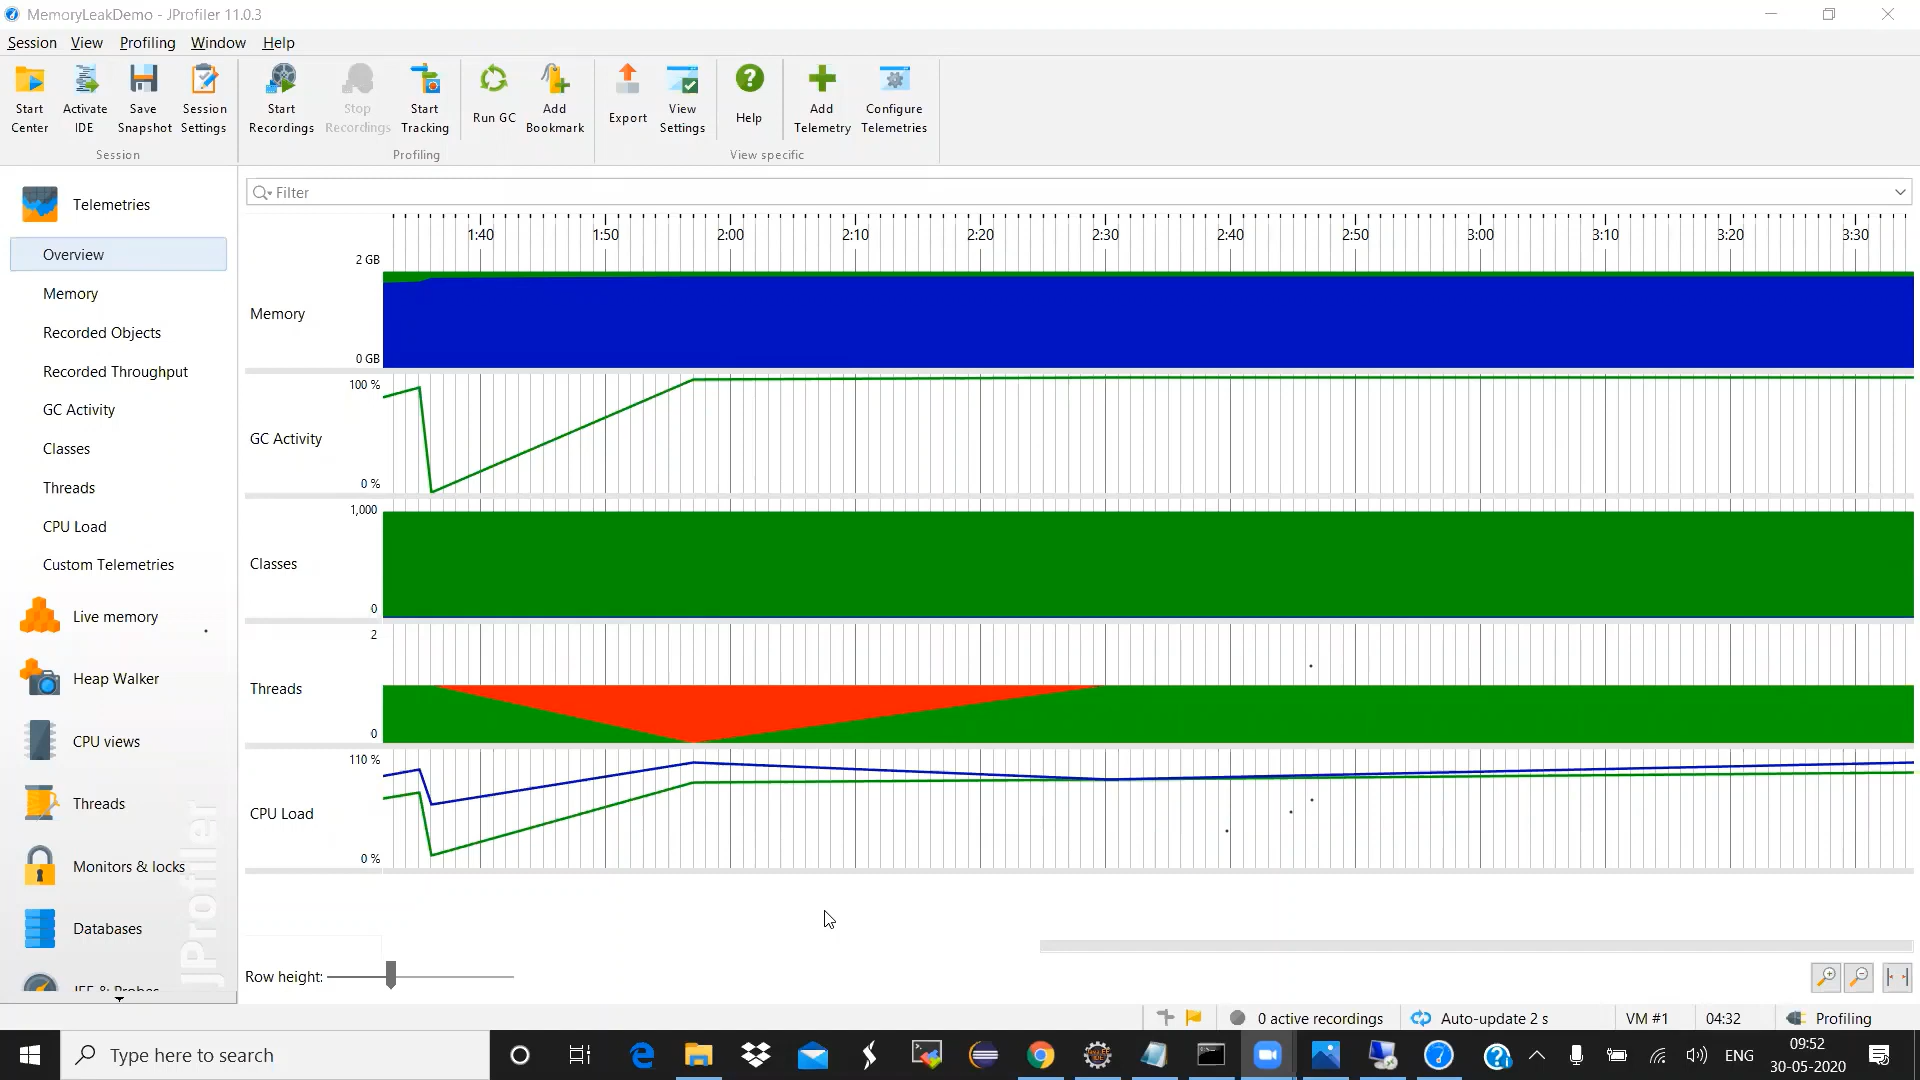 MemoryLeakDemo - JProfiler 11.0.3
Session View Profiling Window Help
Start Center
Activate IDE
Save Snapshot
Session Settings
Start Recordings
Stop Recordings
Start Tracking
Run GC
Add Bookmark
Export
View Settings
Help
Add Telemetry
Configure Telemetries
Session
Profiling
View specific
Telemetries
Overview
Memory
Recorded Objects
Recorded Throughput
GC Activity
Classes
Threads
CPU Load
Custom Telemetries
Live memory
Heap Walker
CPU views
Threads
Monitors & locks
Databases
JEE & Probes
JProfiler
Filter
1:40 1:50 2:00 2:10 2:20 2:30 2:40 2:50 3:00 3:10 3:20 3:30
2 GB
Memory
0 GB
100 %
GC Activity
0 %
1,000
Classes
0
2
Threads
0
110 %
CPU Load
0 %
Row height:
0 active recordings
Auto-update 2 s
VM #1
04:32
Profiling
Type here to search
ENG
09:52
30-05-2020